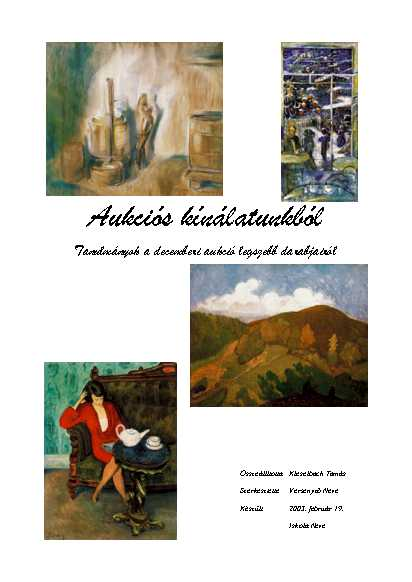 Aukciós kínálatunkból
Tanulmányok a decemberi aukció legszebb darabjairól
Összeállította Kieselbach Tamás
Szerkesztette Versenyző Neve
Készült 2003. február 19.
Iskola Neve